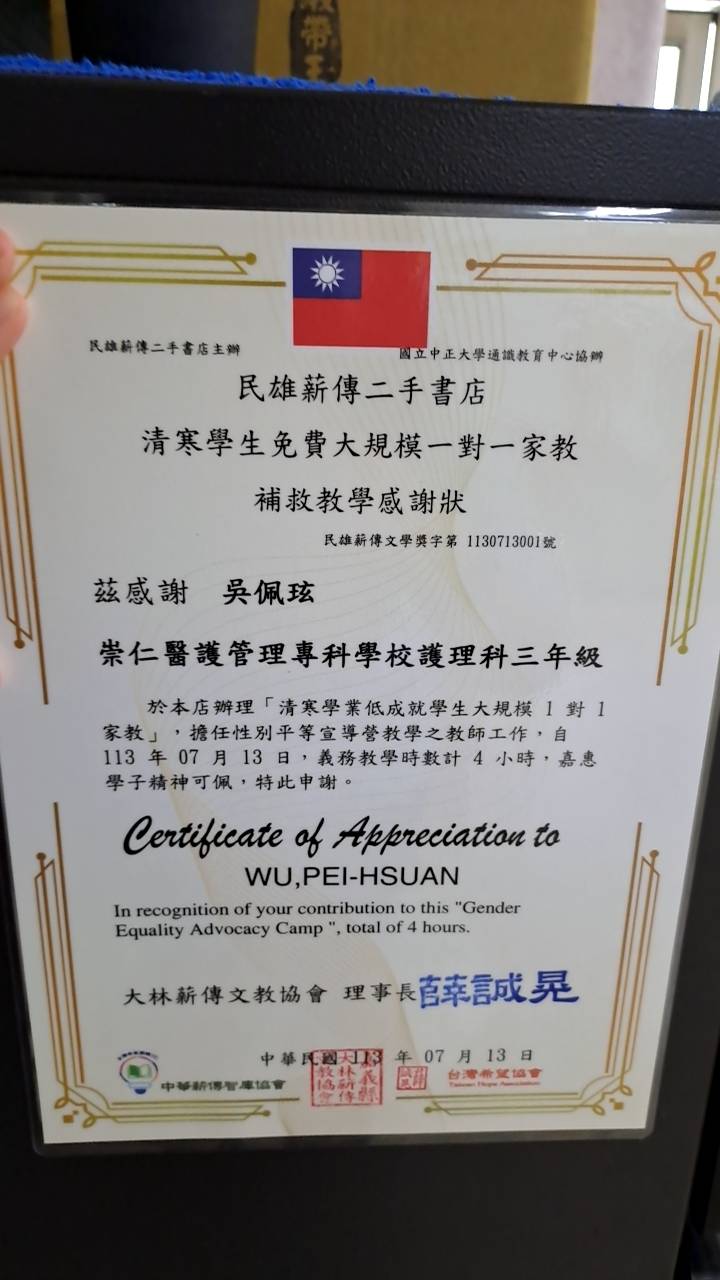 民雄薪傳二手書店主辦
國立中正大學通識教育中心協辦
民雄薪傳二手書店
清寒學生免費大規模一對一家教
補救教學感謝狀
民雄薪傳文學獎字第 1130713001號
茲感謝 吳佩玹
崇仁醫護管理專科學校護理科三年級
於本店辦理「清寒學業低成就學生大規模 1 對 1
家教」，擔任性別平等宣導營教學之教師工作，自
113 年 07 月 13 日，義務教學時數計 4 小時，嘉惠
學子精神可佩，特此申謝。
Certificate of Appreciation to
WU,PEI-HSUAN
In recognition of your contribution to this "Gender
Equality Advocacy Camp ", total of 4 hours.
大林薪傳文教協會 理事長薛誠晃
中華民國 113 年 07 月 13 日
中華薪傳智庫協會
台灣希望協會
Taiwan Hope Association